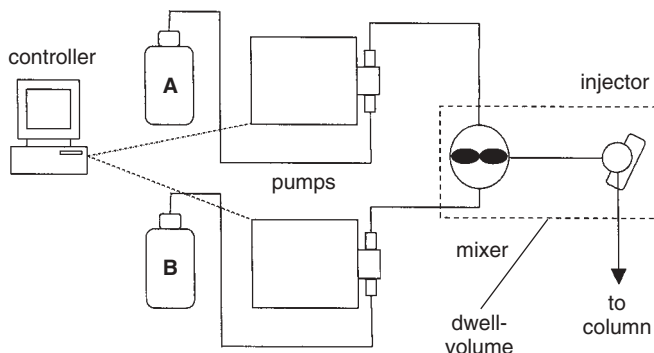 controller
A
injector
pumps
B
mixer
dwell-
volume
to
column